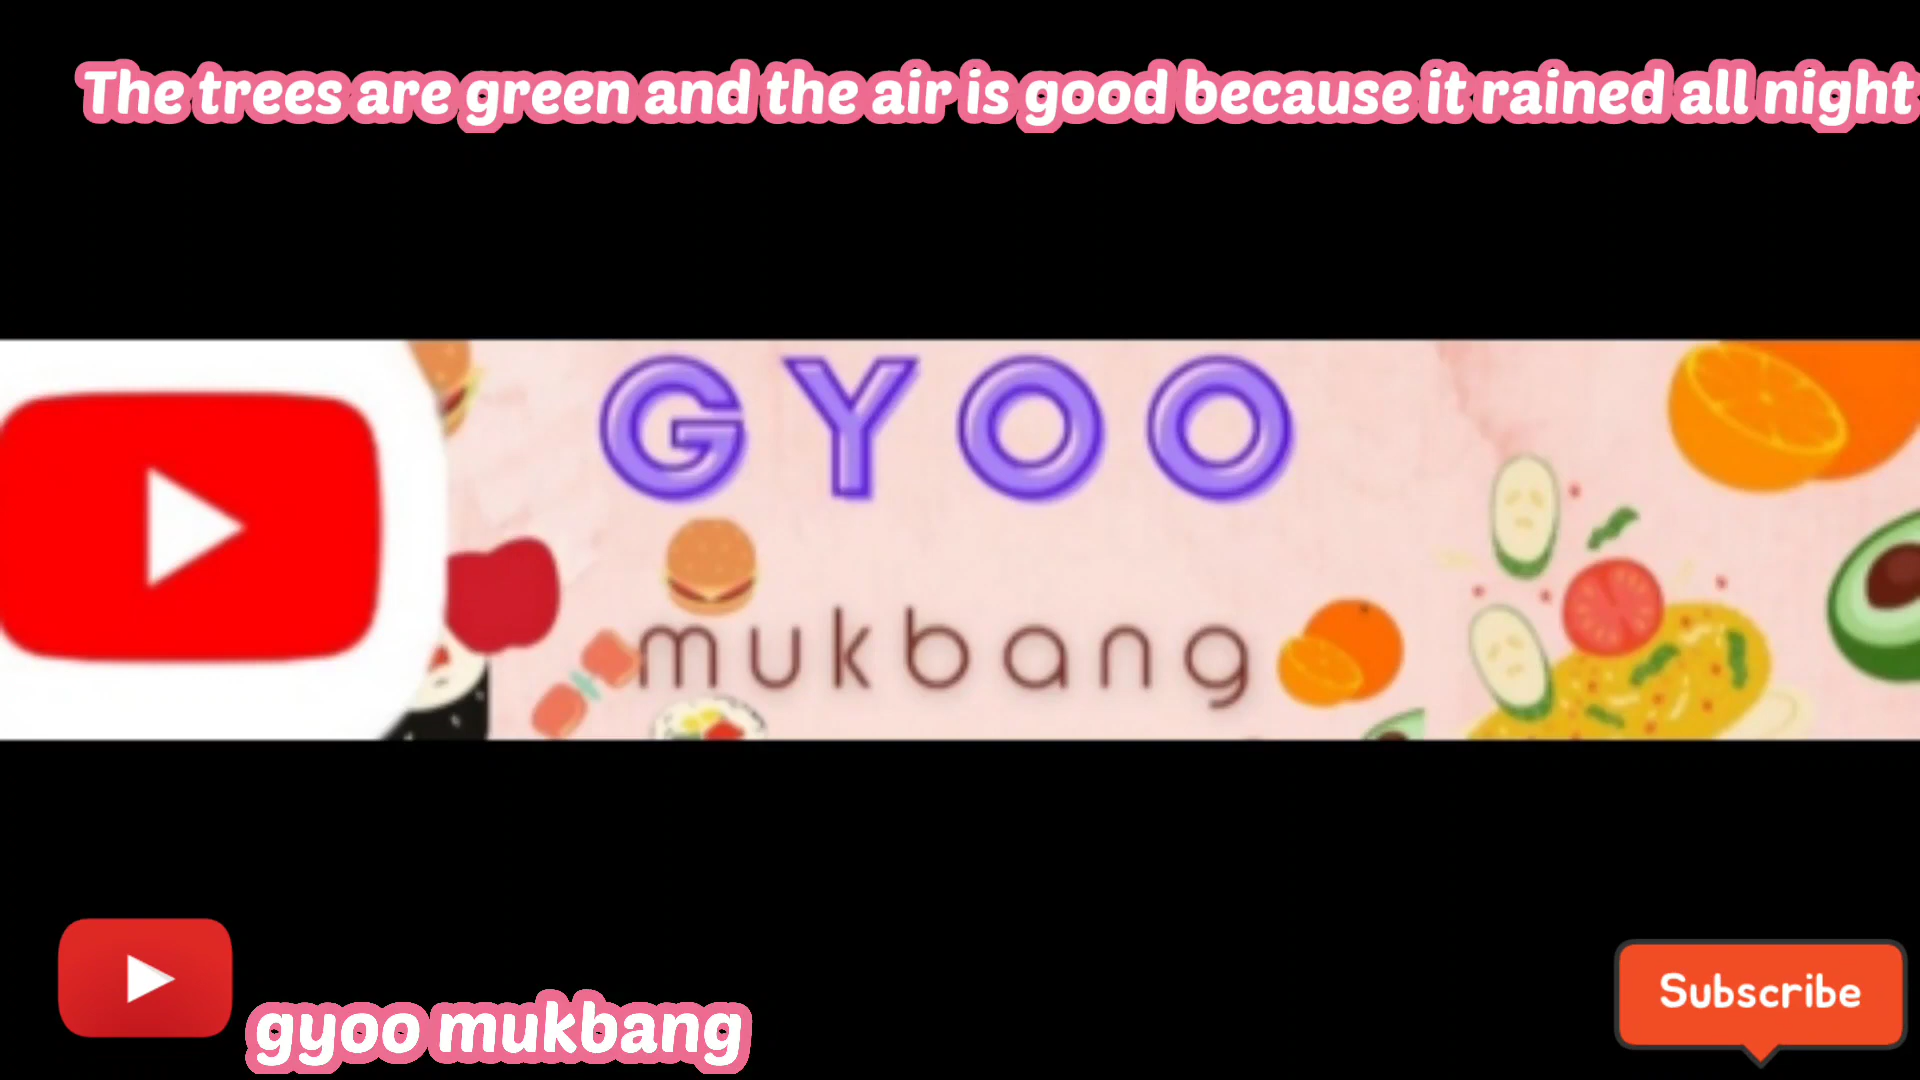 The trees are green and the air is good because it rained all night
GYOO
mukbang
gyoo mukbang
Subscribe